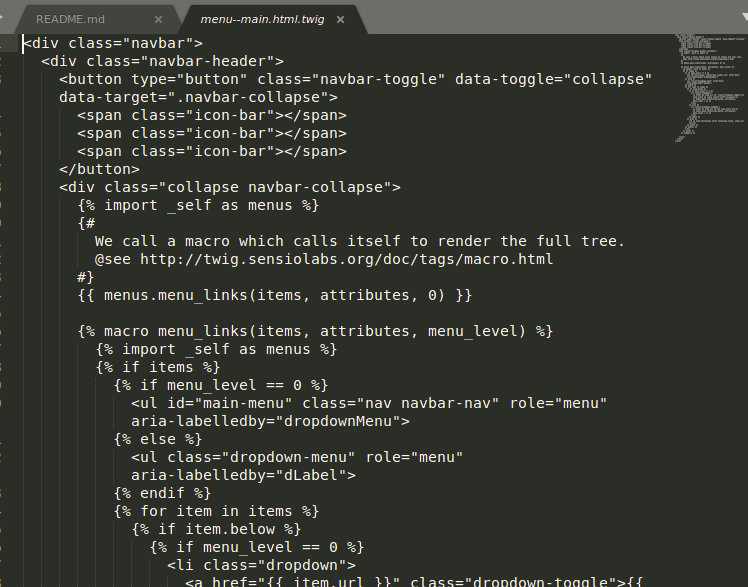 README.md × menu--main.html.twig ×
<div class="navbar">
<div class="navbar-header">
<button type="button" class="navbar-toggle" data-toggle="collapse"
data-target=".navbar-collapse">
<span class="icon-bar"></span>
<span class="icon-bar"></span>
<span class="icon-bar"></span>
</button>
<div class="collapse navbar-collapse">
{% import _self as menus %}
{#
We call a macro which calls itself to render the full tree.
@see http://twig.sensiolabs.org/doc/tags/macro.html
#}
{{ menus.menu_links(items, attributes, 0) }}
{% macro menu_links(items, attributes, menu_level) %}
{% import _self as menus %}
{% if items %}
{% if menu_level == 0 %}
<ul id="main-menu" class="nav navbar-nav" role="menu"
aria-labelledby="dropdownMenu">
{% else %}
<ul class="dropdown-menu" role="menu"
aria-labelledby="dLabel">
{% endif %}
{% for item in items %}
{% if item.below %}
{% if menu_level == 0 %}
<li class="dropdown">
<a href="{{ item.url }}" class="dropdown-toggle">{{